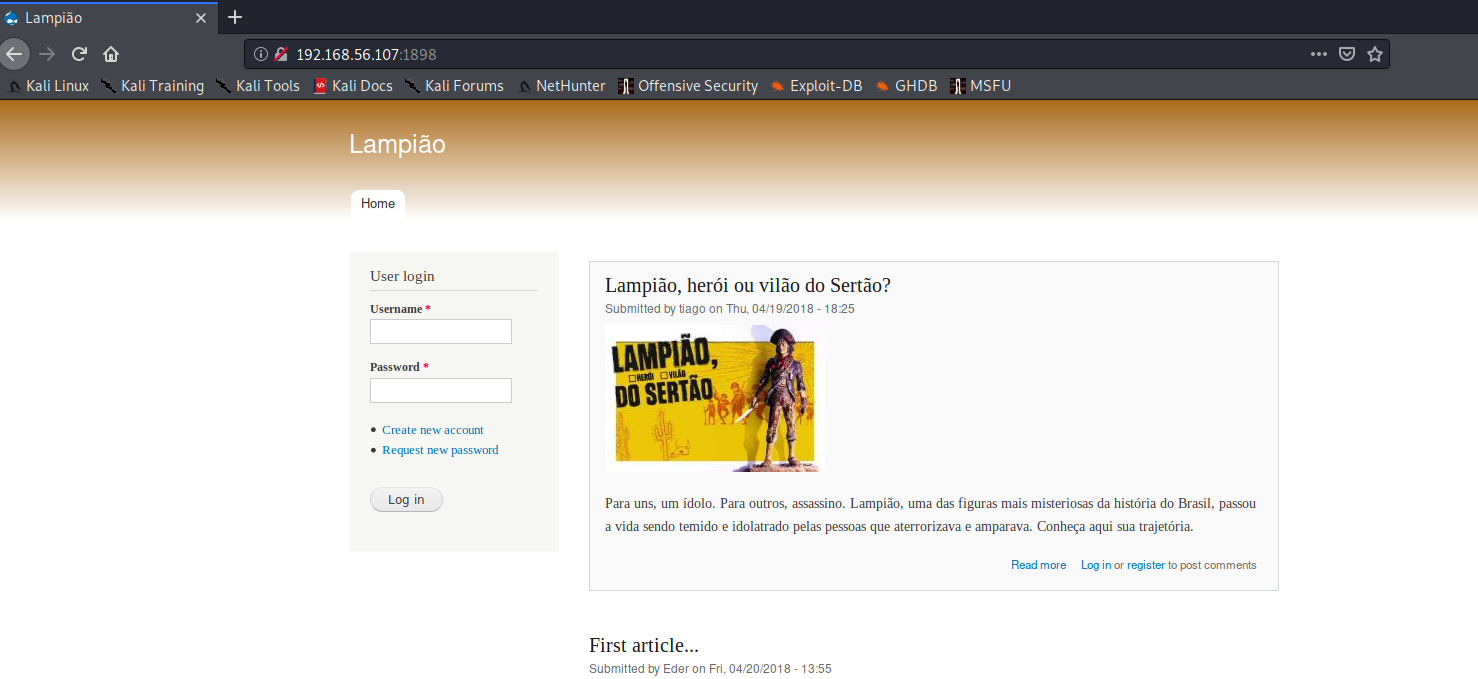 Lampião
192.168.56.107:1898
Kali Linux Kali Training Kali Tools Kali Docs Kali Forums NetHunter Offensive Security Exploit-DB GHDB MSFU
Lampião
Home
User login
Username *
Password *
Create new account
Request new password
Log in
Lampião, herói ou vilão do Sertão?
Submitted by tiago on Thu, 04/19/2018 - 18:25
LAMPIÃO,
HERÓI VILÃO
DO SERTÃO
Para uns, um ídolo. Para outros, assassino. Lampião, uma das figuras mais misteriosas da história do Brasil, passou
a vida sendo temido e idolatrado pelas pessoas que aterrorizava e amparava. Conheça aqui sua trajetória.
Read more Log in or register to post comments
First article...
Submitted by Eder on Fri, 04/20/2018 - 13:55